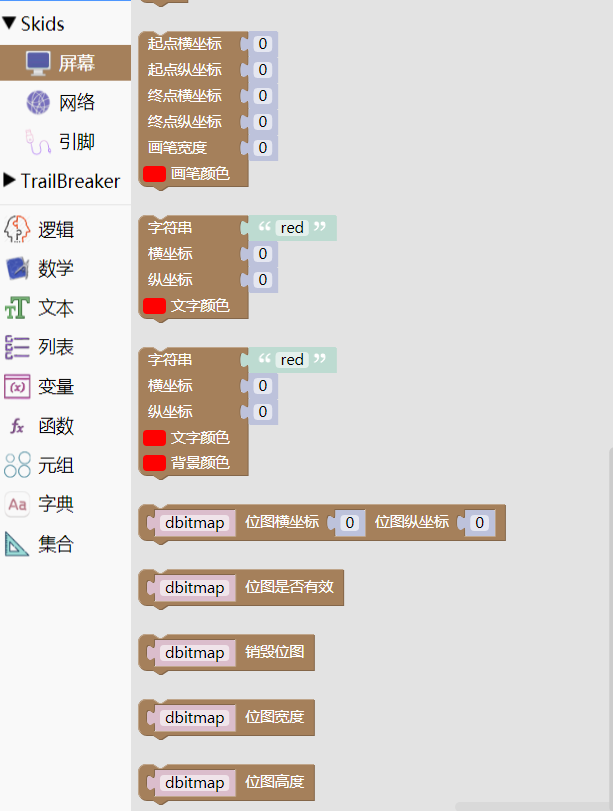 Skids
屏幕
网络
引脚
TrailBreaker
逻辑
数学
文本
列表
变量
函数
元组
字典
集合
起点横坐标 0
起点纵坐标 0
终点横坐标 0
终点纵坐标 0
画笔宽度 0
画笔颜色
字符串 “ red ”
横坐标 0
纵坐标 0
文字颜色
字符串 “ red ”
横坐标 0
纵坐标 0
文字颜色
背景颜色
dbitmap 位图横坐标 0 位图纵坐标 0
dbitmap 位图是否有效
dbitmap 销毁位图
dbitmap 位图宽度
dbitmap 位图高度